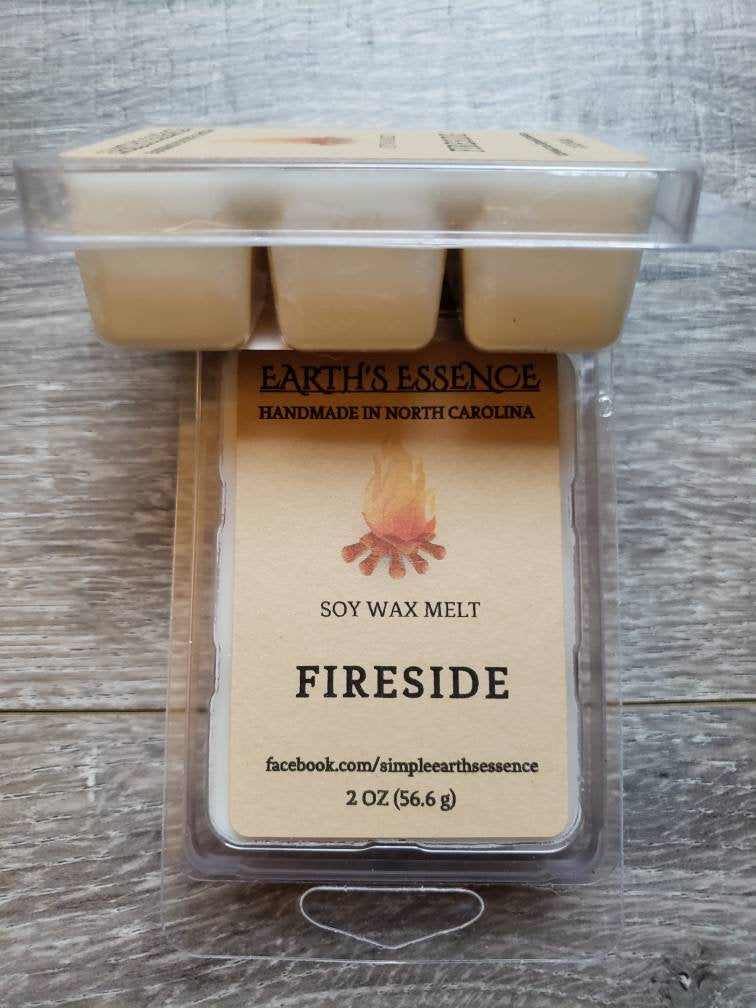 EARTH'S ESSENCE
HANDMADE IN NORTH CAROLINA
SOY WAX MELT
FIRESIDE
facebook.com/simpleearthsessence
2 OZ (56.6 g)